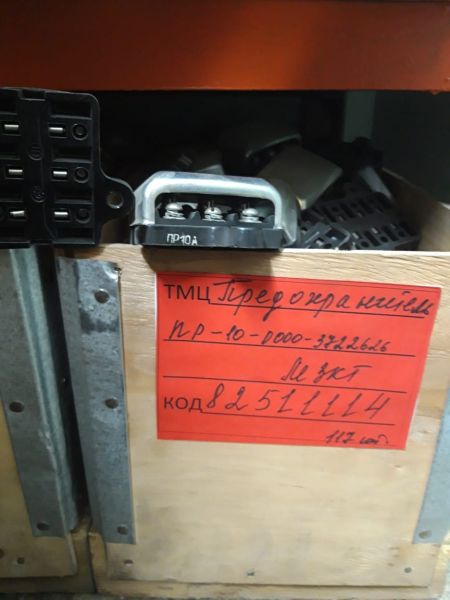 ПР10А
ТМЦ Предохранитель
ПР-10-0000-3722626
МЗКТ
КОД 82511114
117 шт.